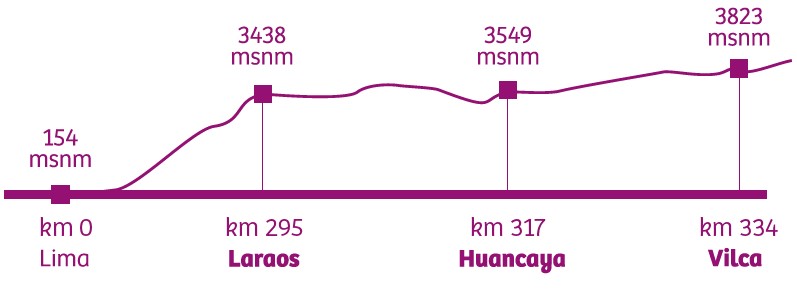 3823
msnm
3438
msnm
3549
msnm
154
msnm
km 0
km 295
km 317
km 334
Lima
Laraos
Huancaya
Vilca